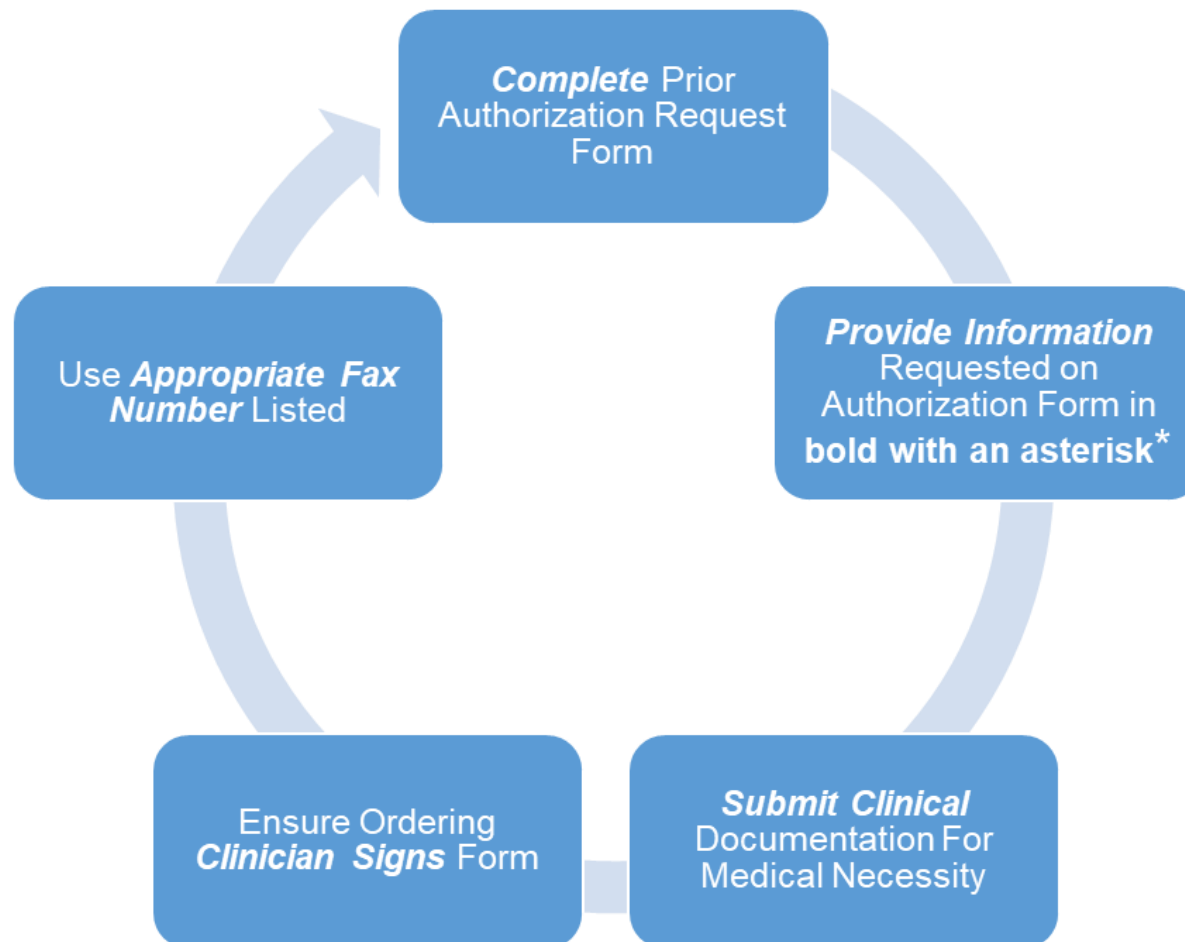 Complete Prior
Authorization Request
Form
Provide Information
Requested on
Authorization Form in
bold with an asterisk*
Submit Clinical
Documentation For
Medical Necessity
Ensure Ordering
Clinician Signs Form
Use Appropriate Fax
Number Listed